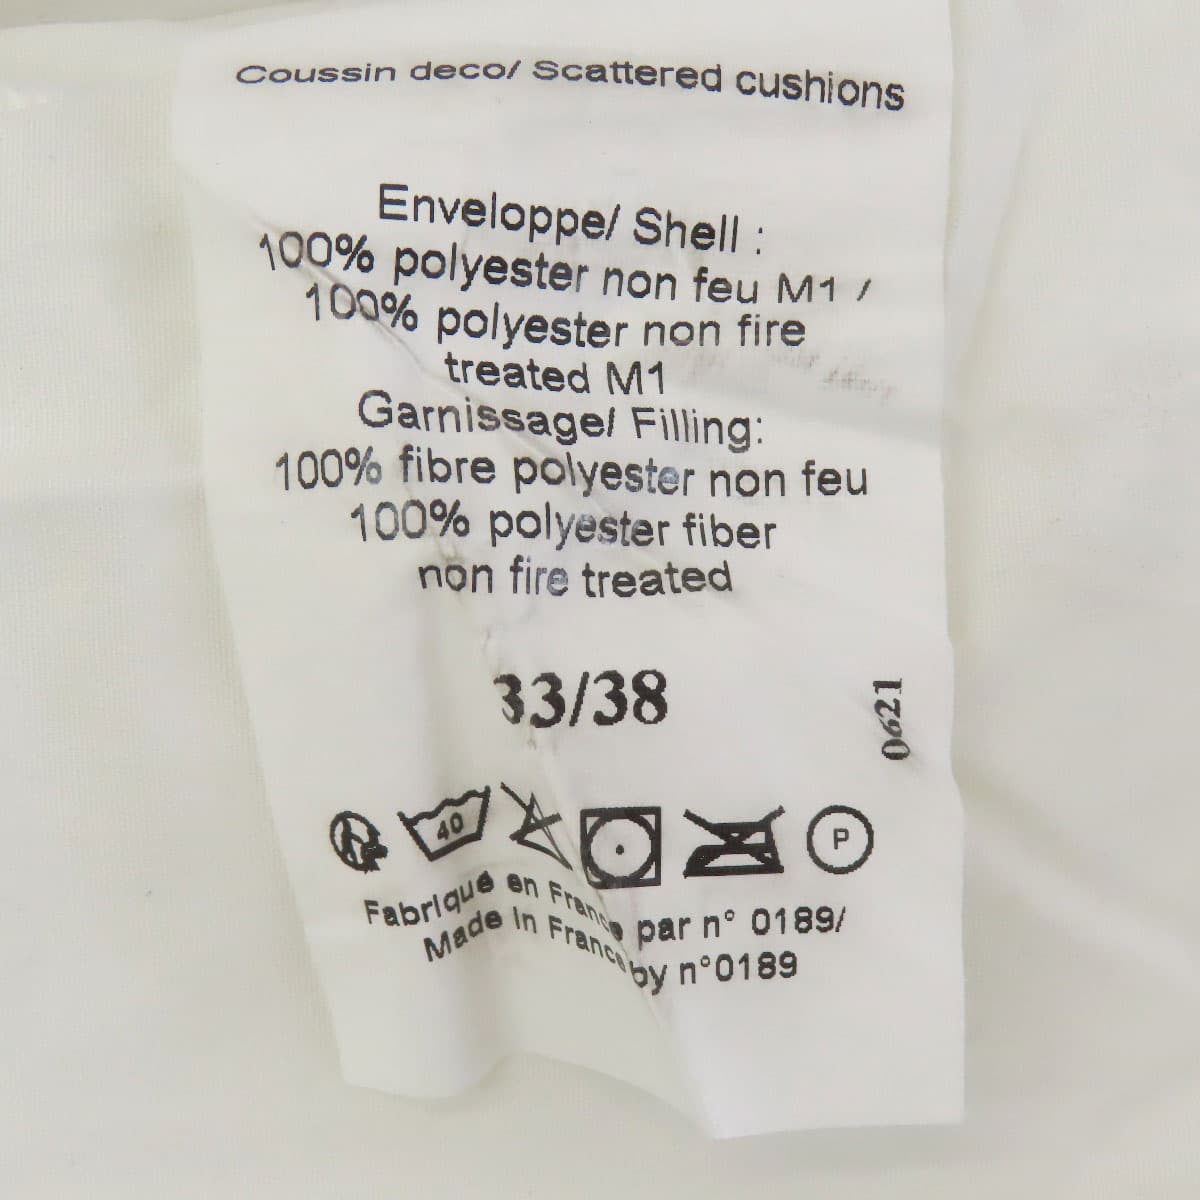 Coussin deco/ Scattered cushions
Enveloppe/ Shell :
100% polyester non feu M1 /
100% polyester non fire
treated M1
Garnissage/ Filling:
100% fibre polyester non feu
100% polyester fiber
non fire treated
33/38
0621
40
P
Fabriqué en France par n° 0189/
Made in France by n°0189